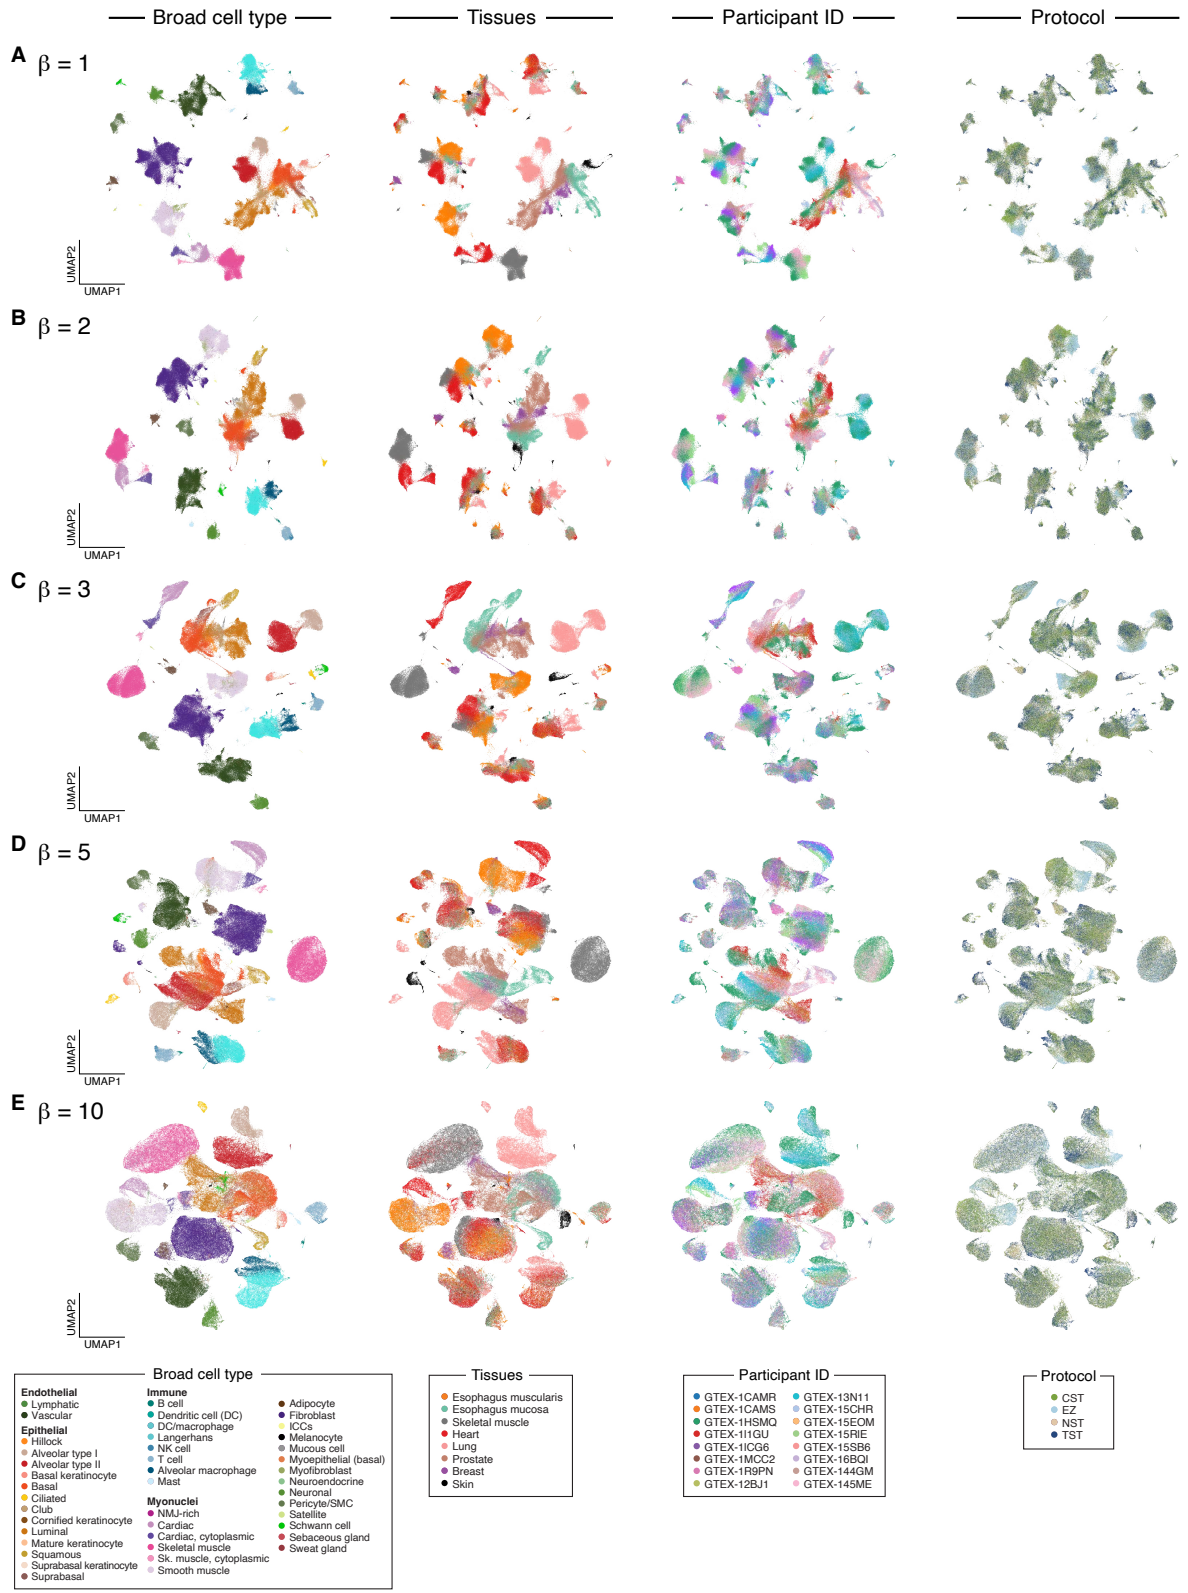 Broad cell type
Tissues
Participant ID
Protocol
A
β = 1
UMAP2
UMAP1
B
β = 2
UMAP2
UMAP1
C
β = 3
UMAP2
UMAP1
D
β = 5
UMAP2
UMAP1
E
β = 10
UMAP2
UMAP1
Broad cell type
Endothelial
Lymphatic
Vascular
Epithelial
Hillock
Alveolar type I
Alveolar type II
Basal keratinocyte
Basal
Ciliated
Club
Cornified keratinocyte
Luminal
Mature keratinocyte
Squamous
Suprabasal keratinocyte
Suprabasal
Immune
B cell
Dendritic cell (DC)
DC/macrophage
Langerhans
NK cell
T cell
Alveolar macrophage
Mast
Myonuclei
NMJ-rich
Cardiac
Cardiac, cytoplasmic
Skeletal muscle
Sk. muscle, cytoplasmic
Smooth muscle
Adipocyte
Fibroblast
ICCs
Melanocyte
Mucous cell
Myoepithelial (basal)
Myofibroblast
Neuroendocrine
Neuronal
Pericyte/SMC
Satellite
Schwann cell
Sebaceous gland
Sweat gland
Tissues
Esophagus muscularis
Esophagus mucosa
Skeletal muscle
Heart
Lung
Prostate
Breast
Skin
Participant ID
GTEX-1CAMR
GTEX-1CAMS
GTEX-1HSMQ
GTEX-1I1GU
GTEX-1ICG6
GTEX-1MCC2
GTEX-1R9PN
GTEX-12BJ1
GTEX-13N11
GTEX-15CHR
GTEX-15EOM
GTEX-15RIE
GTEX-15SB6
GTEX-16BQI
GTEX-144GM
GTEX-145ME
Protocol
CST
EZ
NST
TST